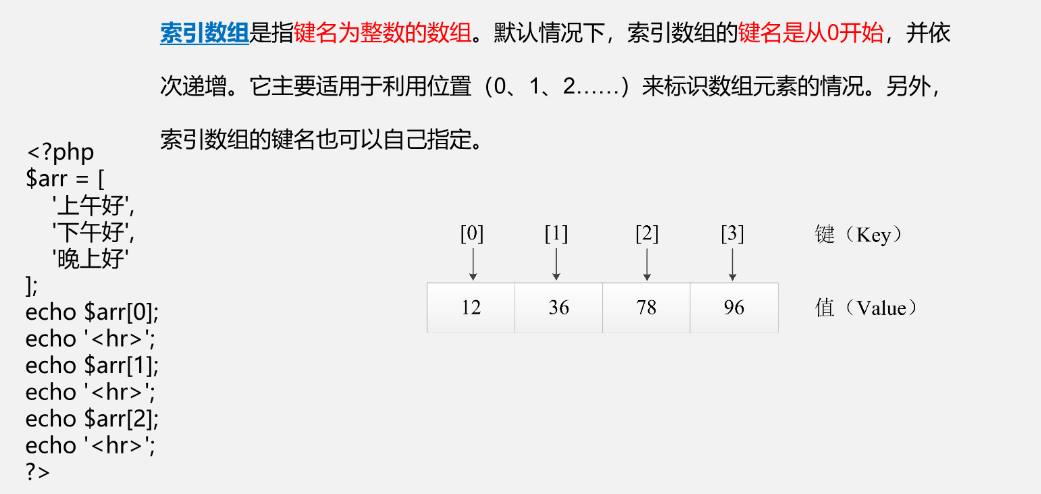 索引数组是指键名为整数的数组。默认情况下，索引数组的键名是从0开始，并依
次递增。它主要适用于利用位置（0、1、2……）来标识数组元素的情况。另外，
索引数组的键名也可以自己指定。
<?php
$arr = [
    '上午好',
    '下午好',
    '晚上好'
];
echo $arr[0];
echo '<hr>';
echo $arr[1];
echo '<hr>';
echo $arr[2];
echo '<hr>';
?>
[0] [1] [2] [3] 键（Key）
12 36 78 96 值（Value）